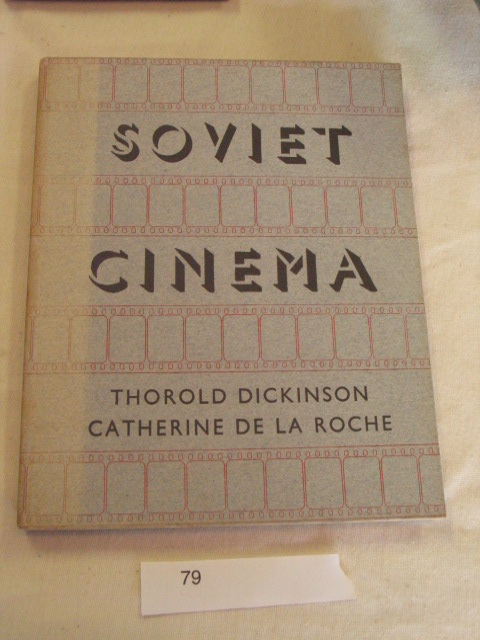 SOVIET
CINEMA
THOROLD DICKINSON
CATHERINE DE LA ROCHE
79